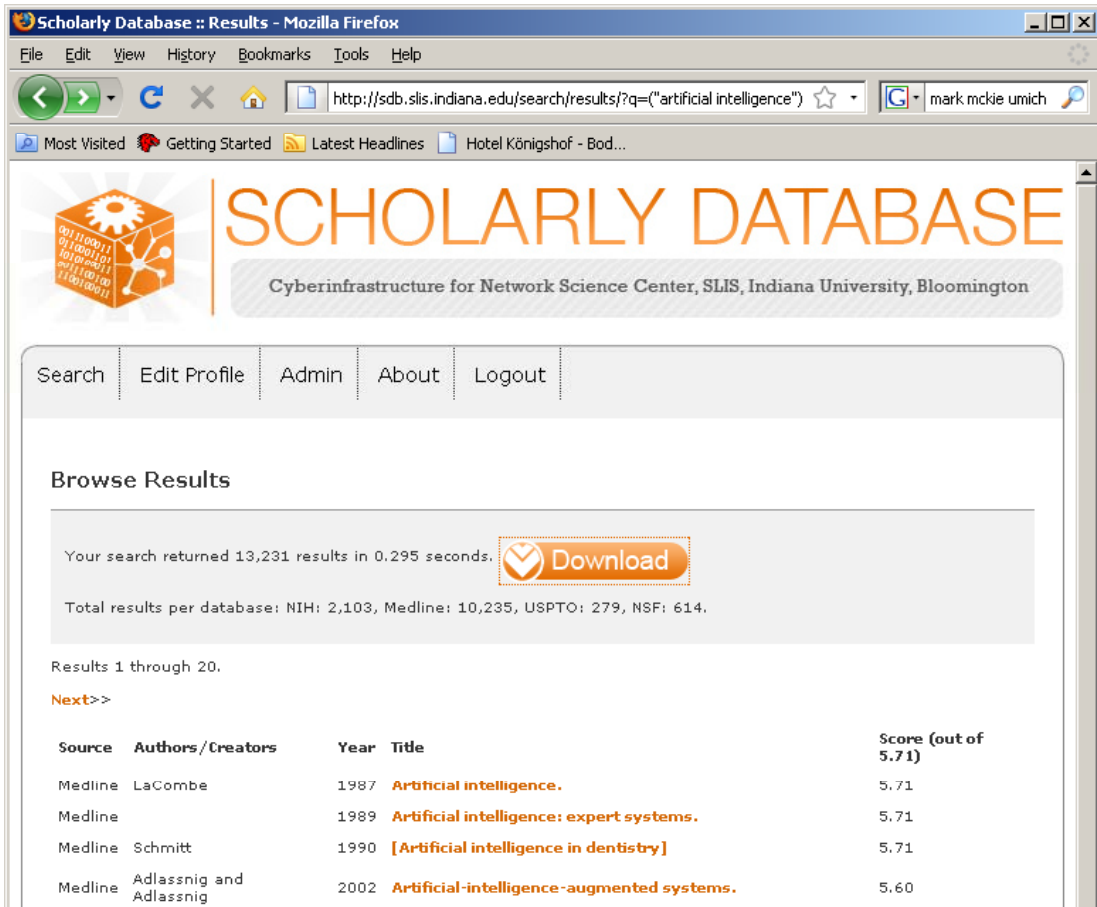 Scholarly Database :: Results - Mozilla Firefox
File Edit View History Bookmarks Tools Help
http://sdb.slis.indiana.edu/search/results/?q=("artificial intelligence") G mark mckie umich
Most Visited Getting Started Latest Headlines Hotel Königshof - Bod...
SCHOLARLY DATABASE
Cyberinfrastructure for Network Science Center, SLIS, Indiana University, Bloomington
Search Edit Profile Admin About Logout
Browse Results
Your search returned 13,231 results in 0.295 seconds. Download
Total results per database: NIH: 2,103, Medline: 10,235, USPTO: 279, NSF: 614.
Results 1 through 20.
Next>>
Source Authors/Creators Year Title Score (out of 5.71)
Medline LaCombe 1987 Artificial intelligence. 5.71
Medline 1989 Artificial intelligence: expert systems. 5.71
Medline Schmitt 1990 [Artificial intelligence in dentistry] 5.71
Medline Adlassnig and Adlassnig 2002 Artificial-intelligence-augmented systems. 5.60